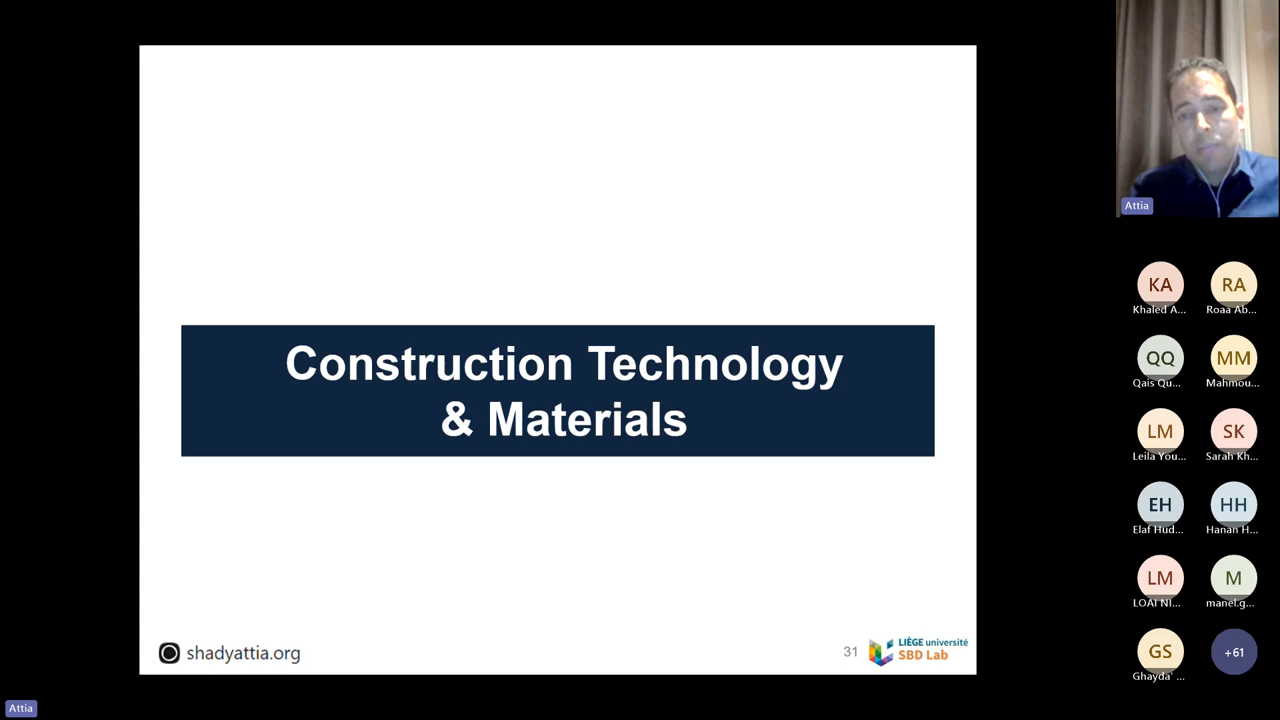 Construction Technology
& Materials
shadyattia.org
31
LIÈGE université
SBD Lab
Attia
KA
RA
Khaled A...
Roaa Ab...
QQ
MM
Qais Qu...
Mahmou...
LM
SK
Leila You...
Sarah Kh...
EH
HH
Elaf Hud...
Hanan H...
LM
M
LOAI NI...
manel.g...
GS
+61
Ghayda' ...
Attia